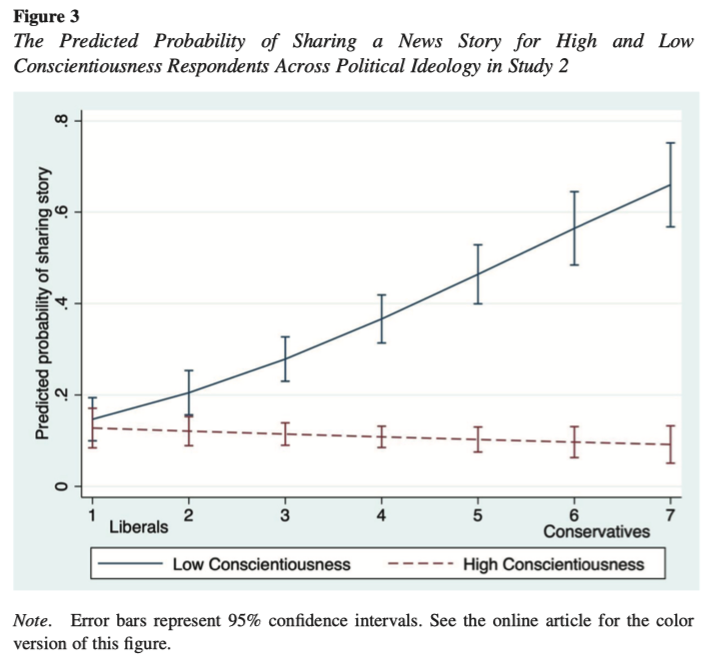 Figure 3
The Predicted Probability of Sharing a News Story for High and Low
Conscientiousness Respondents Across Political Ideology in Study 2
Predicted probability of sharing story
.8
.6
.4
.2
0
1 2 3 4 5 6 7
Liberals Conservatives
Low Conscientiousness High Conscientiousness
Note. Error bars represent 95% confidence intervals. See the online article for the color
version of this figure.